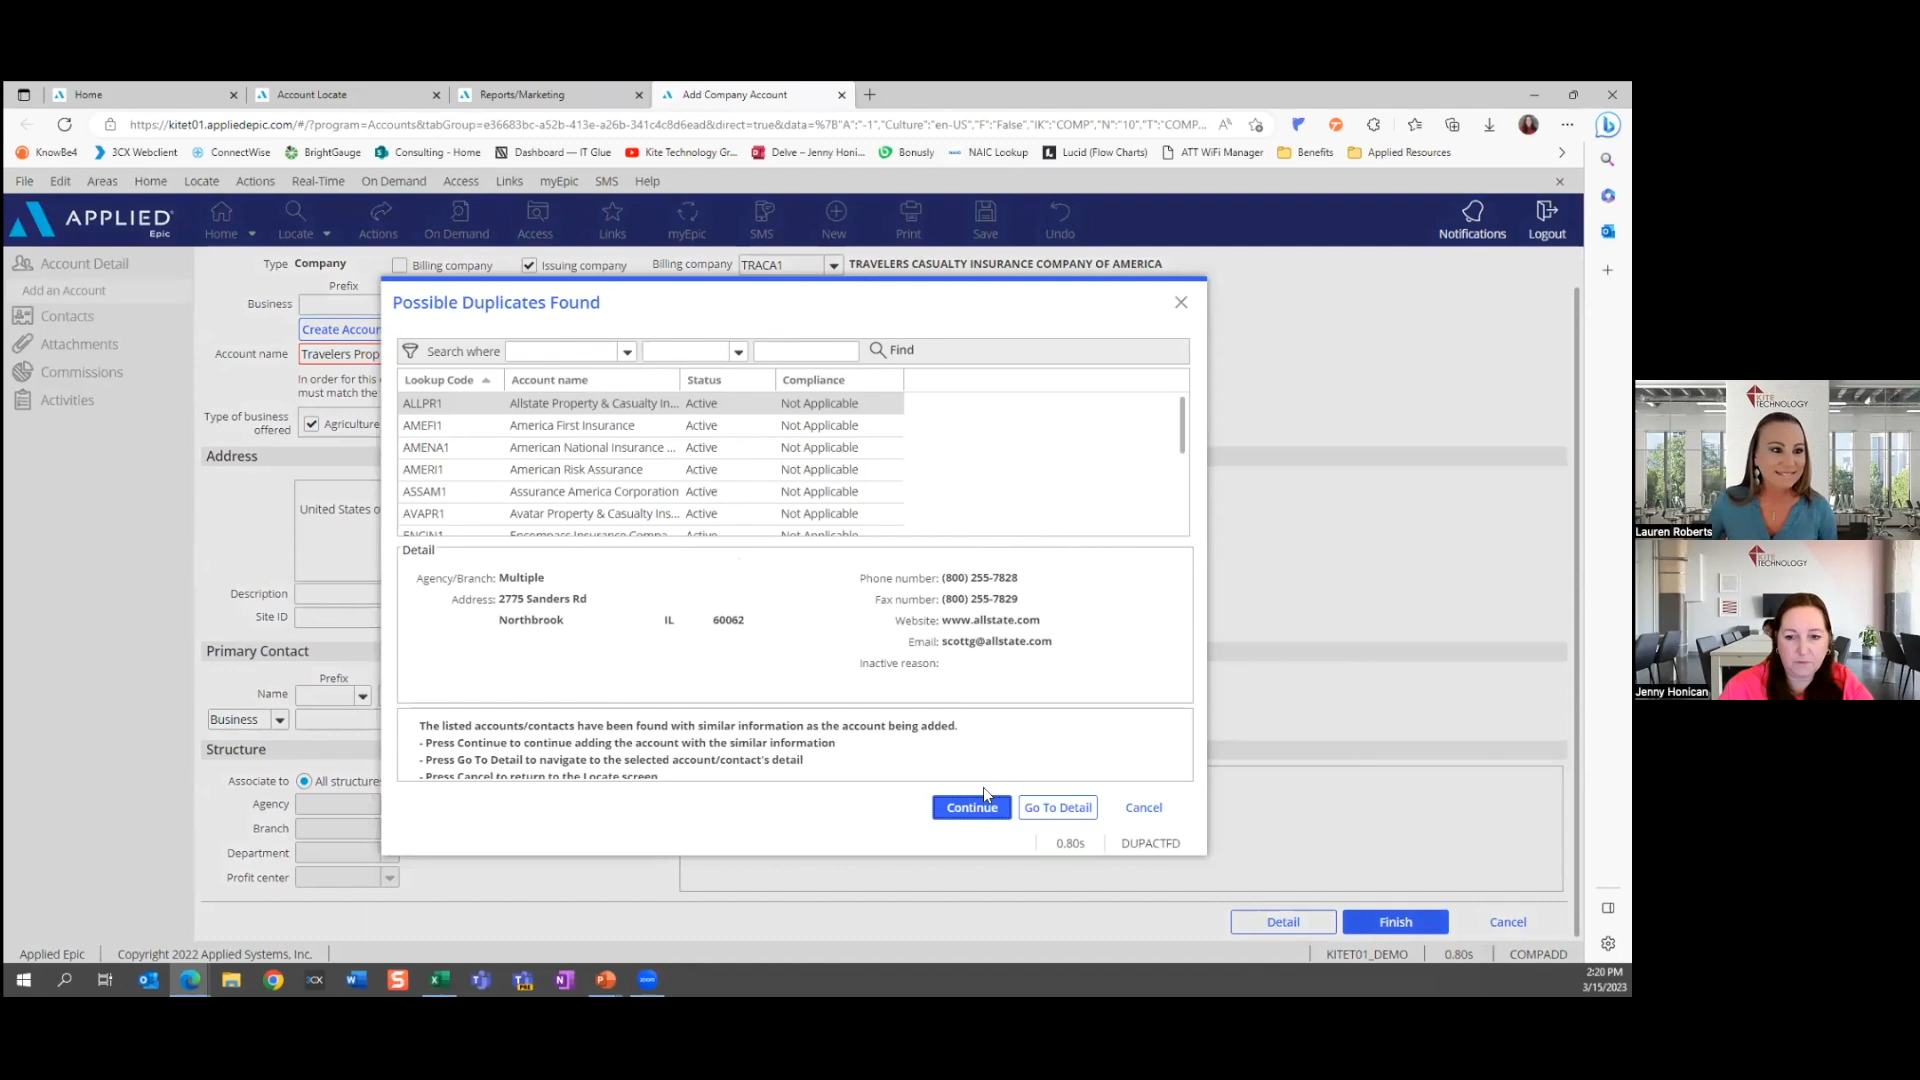 Home
Account Locate
Reports/Marketing
Add Company Account
https://kitet01.appliedepic.com/#/?program=Accounts&tabGroup=e36683bc-a52b-413e-a26b-341c4c8d6ead&direct=true&data=%7B"A":"-1","Culture":"en-US","F":"False","IK":"COMP","N":"10","T":"COMP...
KnowBe4 3CX Webclient ConnectWise BrightGauge Consulting - Home Dashboard — IT Glue Kite Technology Gr... Delve – Jenny Honi... Bonusly NAIC Lookup Lucid (Flow Charts) ATT WiFi Manager Benefits Applied Resources
File Edit Areas Home Locate Actions Real-Time On Demand Access Links myEpic SMS Help
APPLIED
Epic
Home Locate Actions On Demand Access Links myEpic SMS New Print Save Undo Notifications Logout
Account Detail
Add an Account
Contacts
Attachments
Commissions
Activities
Type Company Billing company Issuing company Billing company TRACA1 TRAVELERS CASUALTY INSURANCE COMPANY OF AMERICA
Prefix
Business
Create Accour
Account name Travelers Prop
In order for this
must match the
Type of business
offered
Agriculture
Address
United States o
Description
Site ID
Primary Contact
Prefix
Name
Business
Structure
Associate to All structure
Agency
Branch
Department
Profit center
Possible Duplicates Found
Search where Find
Lookup Code Account name Status Compliance
ALLPR1 Allstate Property & Casualty In... Active Not Applicable
AMEFI1 America First Insurance Active Not Applicable
AMENA1 American National Insurance ... Active Not Applicable
AMERI1 American Risk Assurance Active Not Applicable
ASSAM1 Assurance America Corporation Active Not Applicable
AVAPR1 Avatar Property & Casualty Ins... Active Not Applicable
ENCIN1 Encompass Insurance Compa... Active Not Applicable
Detail
Agency/Branch: Multiple
Address: 2775 Sanders Rd
Northbrook IL 60062
Phone number: (800) 255-7828
Fax number: (800) 255-7829
Website: www.allstate.com
Email: scottg@allstate.com
Inactive reason:
The listed accounts/contacts have been found with similar information as the account being added.
- Press Continue to continue adding the account with the similar information
- Press Go To Detail to navigate to the selected account/contact's detail
- Press Cancel to return to the Locate screen
Continue Go To Detail Cancel
0.80s DUPACTFD
Detail Finish Cancel
Applied Epic Copyright 2022 Applied Systems, Inc. KITET01_DEMO 0.80s COMPADD
2:20 PM
3/15/2023
KITE
TECHNOLOGY
Lauren Roberts
KITE
TECHNOLOGY
Jenny Honican